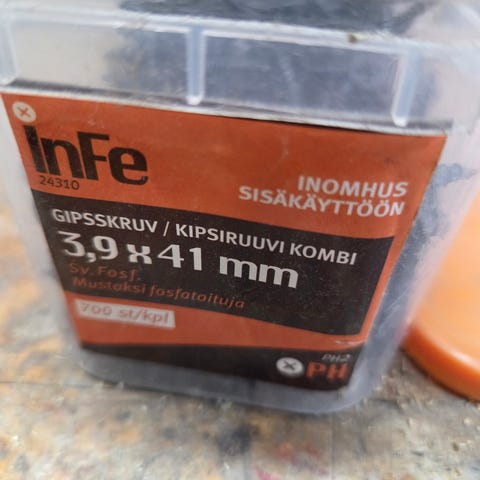 InFe
24310
INOMHUS
SISÄKÄYTTÖÖN
GIPSSKRUV / KIPSIRUUVI KOMBI
3,9 x 41 mm
Sv. Fosf.
Mustaksi fosfatoituja
700 st/kpl
PH2
PH